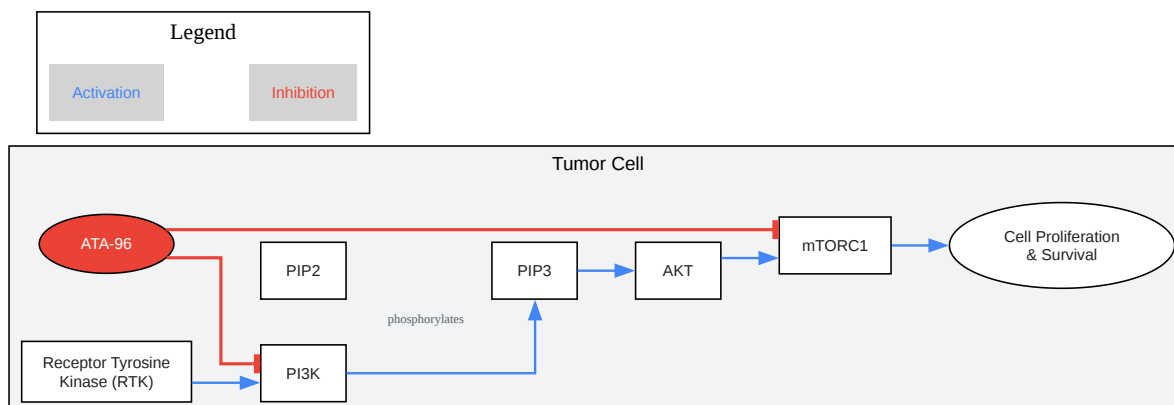 Legend
Activation
Inhibition
Tumor Cell
ATA-96
PIP2
PIP3
AKT
mTORC1
Cell Proliferation
& Survival
phosphorylates
Receptor Tyrosine
Kinase (RTK)
PI3K